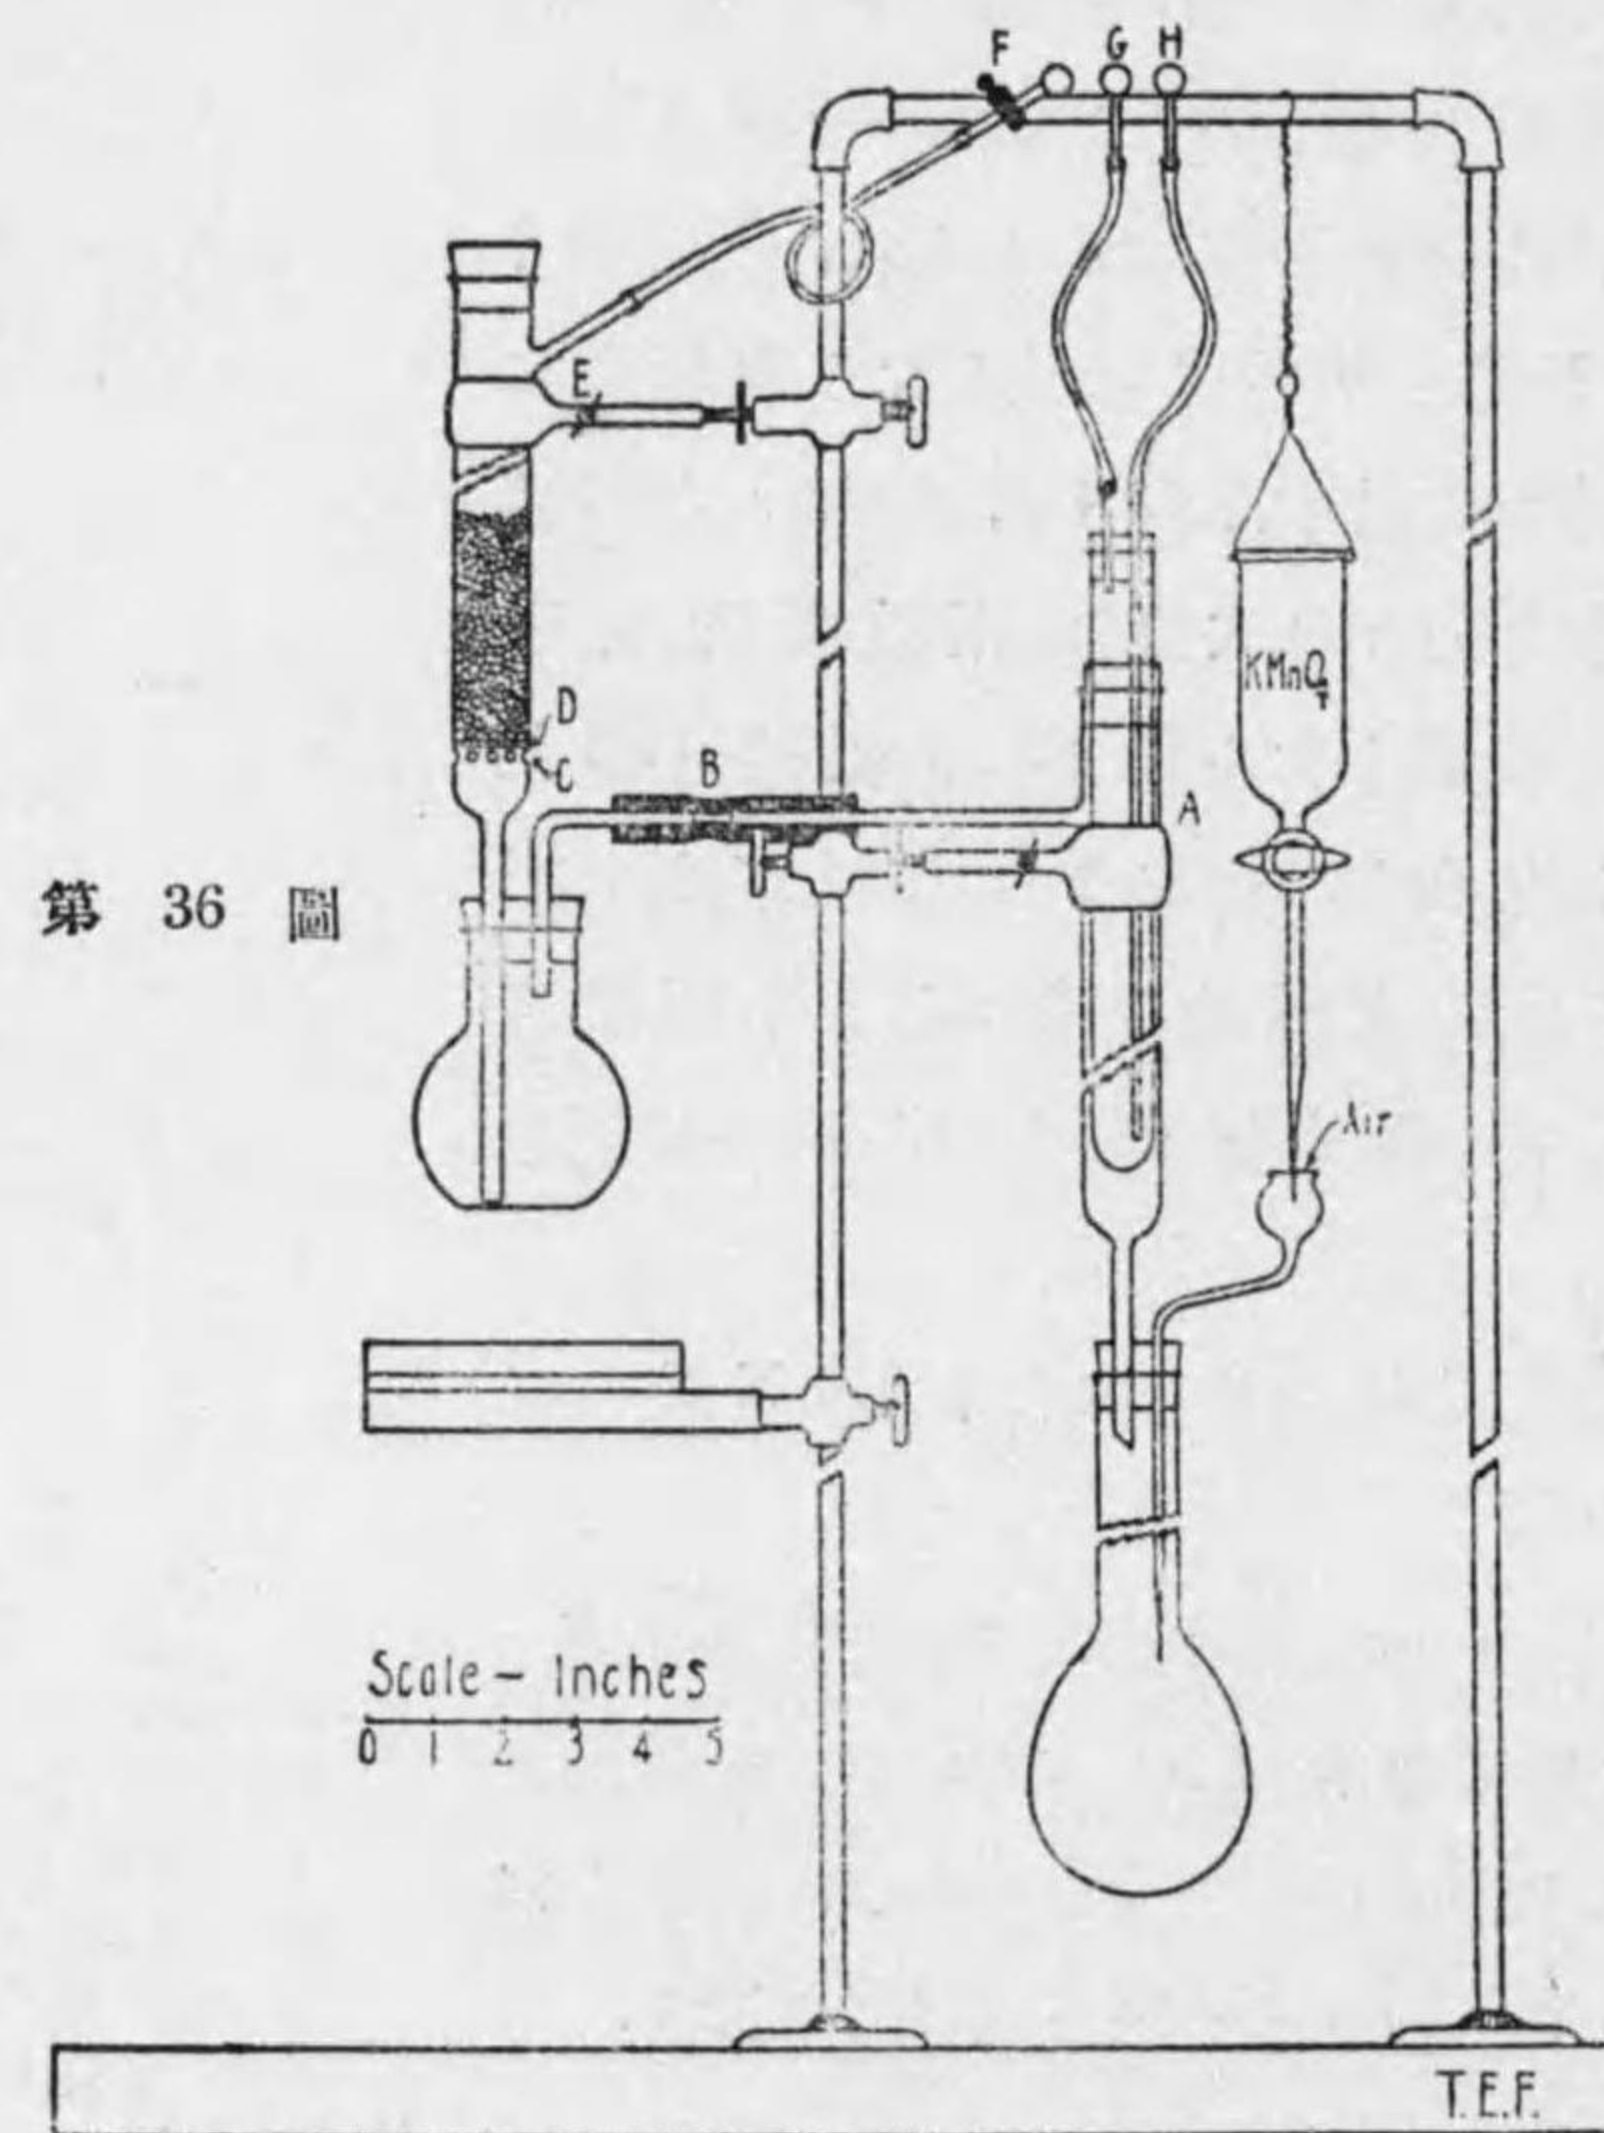 F G H
E
D
C
B
A
KMnO4
第 36 圖
Air
Scale - Inches
0 1 2 3 4 5
T.E.F.